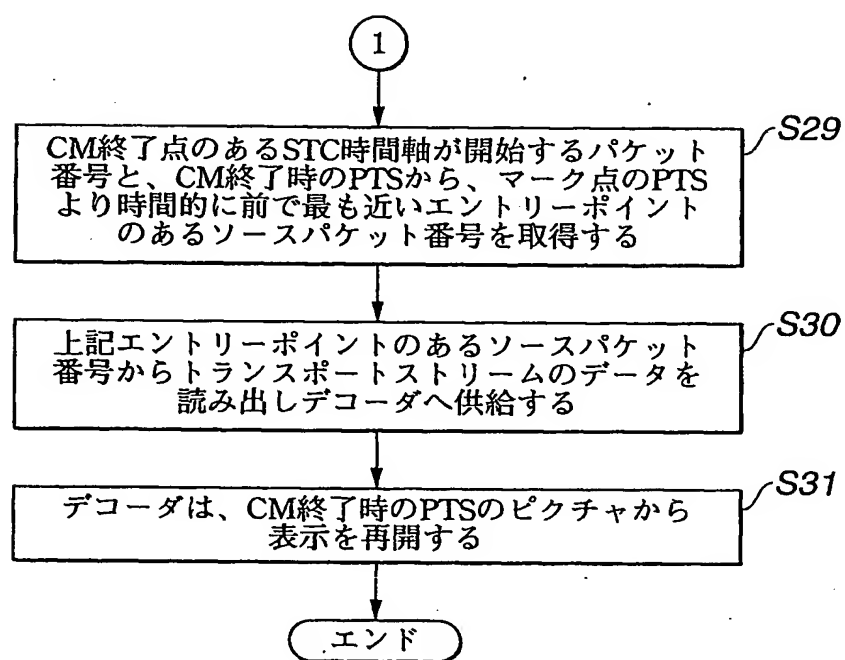 1
S29
CM終了点のあるSTC時間軸が開始するパケット
番号と、CM終了時のPTSから、マーク点のPTS
より時間的に前で最も近いエントリーポイント
のあるソースパケット番号を取得する
S30
上記エントリーポイントのあるソースパケット
番号からトランスポートストリームのデータを
読み出しデコーダへ供給する
S31
デコーダは、CM終了時のPTSのピクチャから
表示を再開する
エンド